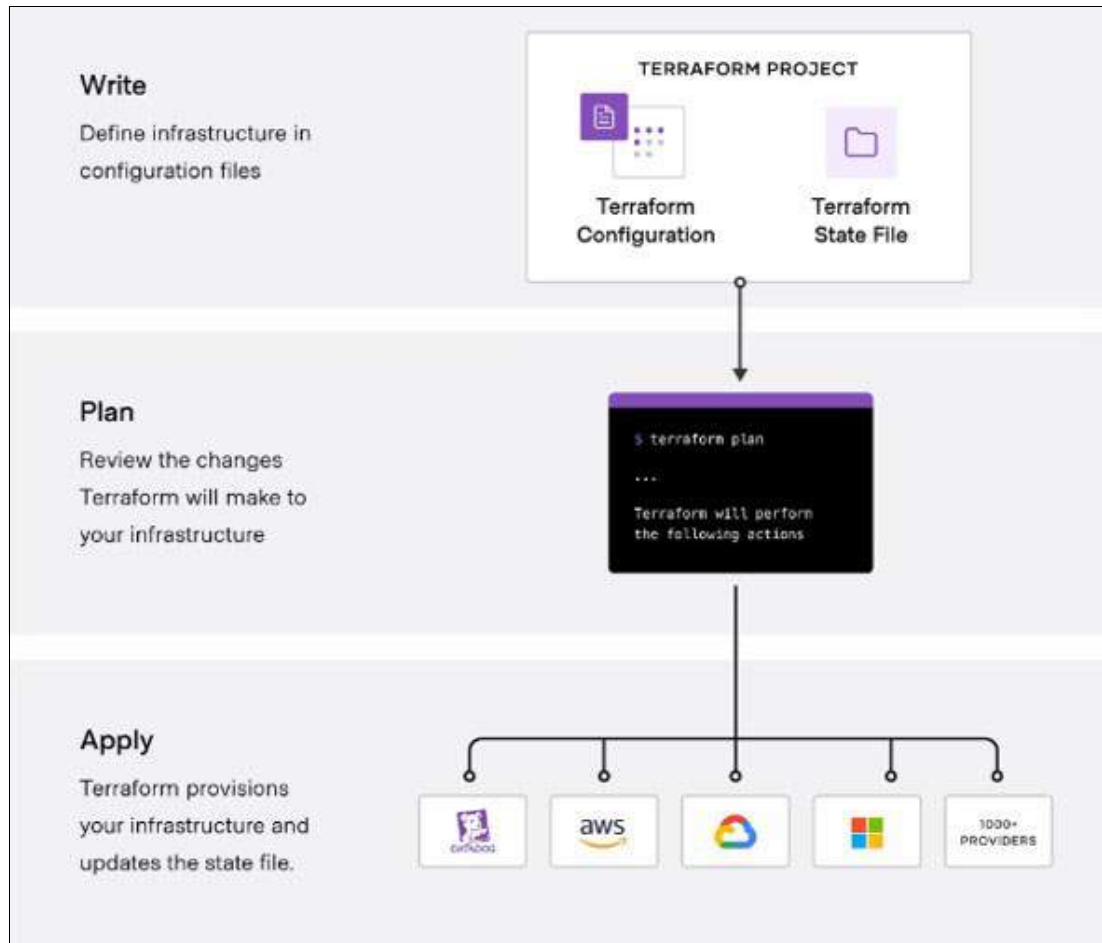 Write
Define infrastructure in
configuration files
TERRAFORM PROJECT
Terraform
Configuration
Terraform
State File
Plan
Review the changes
Terraform will make to
your infrastructure
$ terraform plan
...
Terraform will perform
the following actions
Apply
Terraform provisions
your infrastructure and
updates the state file.
DATADOG
aws
1000+
PROVIDERS